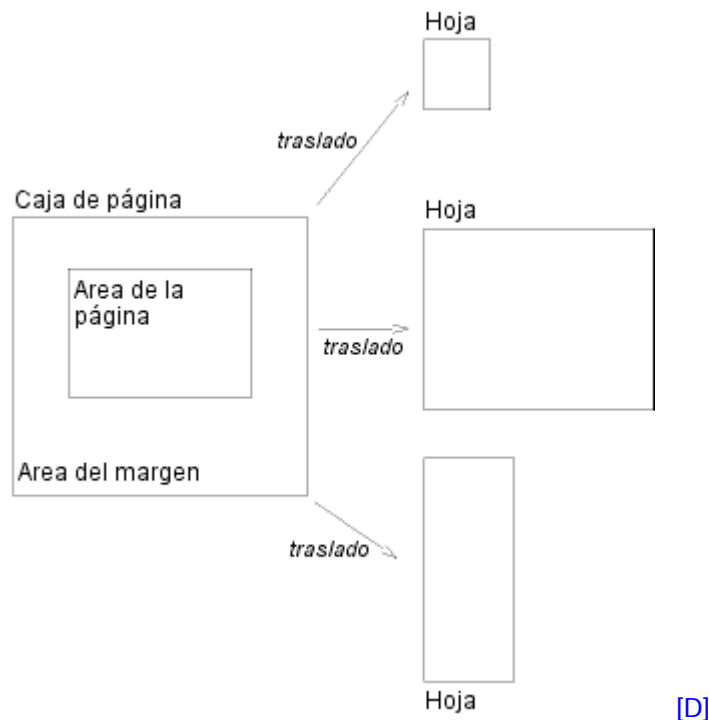 Hoja
traslado
Caja de página
Hoja
Area de la
página
traslado
Area del margen
traslado
Hoja
[D]